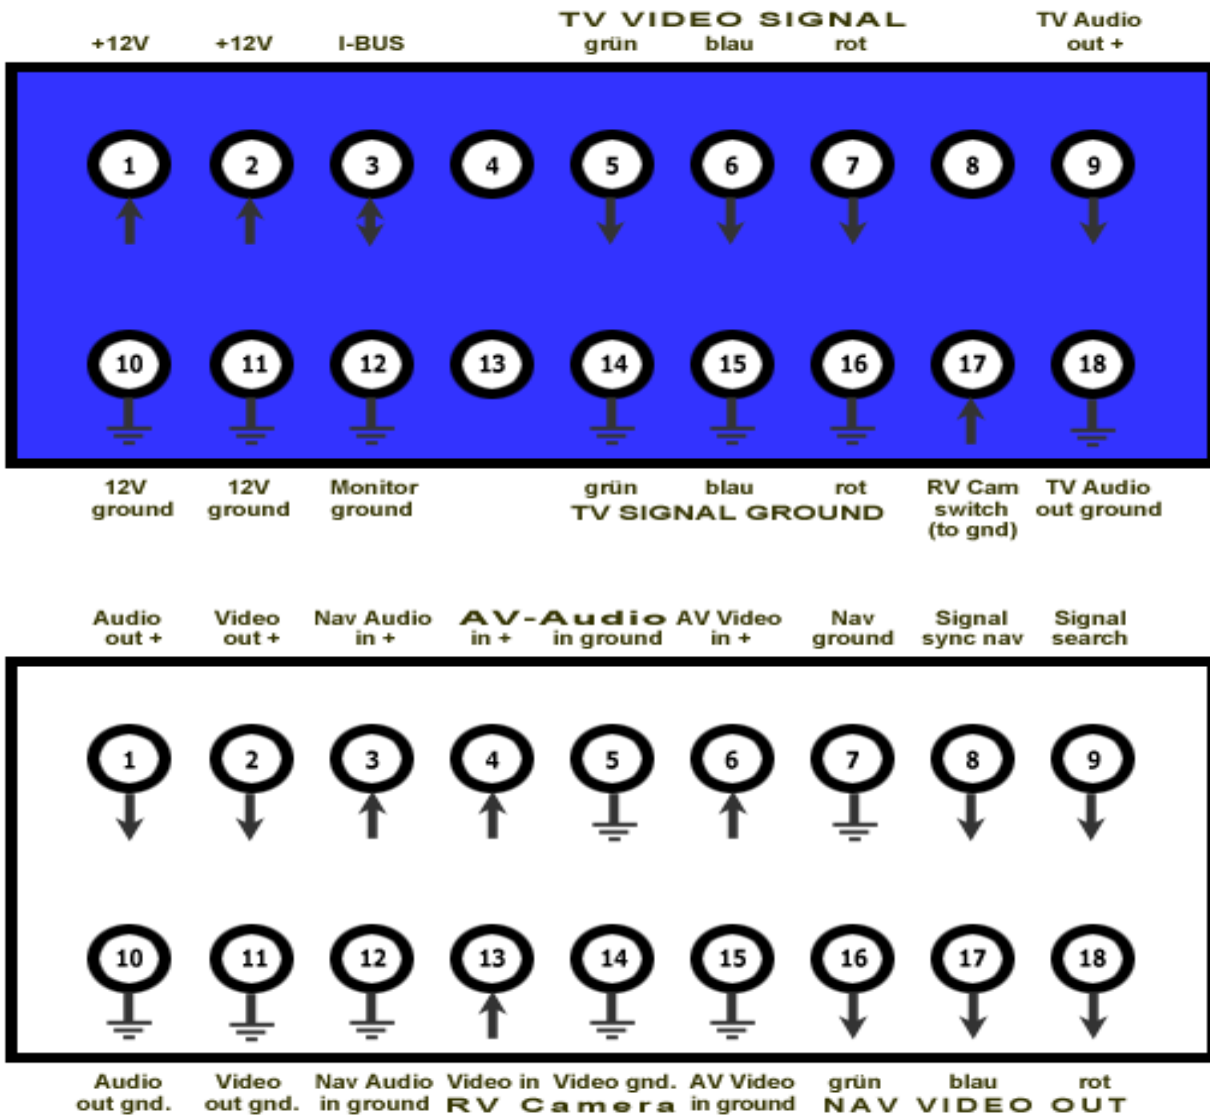 TV VIDEO SIGNAL
TV Audio
+12V +12V I-BUS grün blau rot out +
1 2 3 4 5 6 7 8 9
10 11 12 13 14 15 16 17 18
12V 12V Monitor grün blau rot RV Cam TV Audio
ground ground ground TV SIGNAL GROUND switch out ground
(to gnd)
Audio Video Nav Audio AV-Audio AV Video Nav Signal Signal
out + out + in + in + in ground in + ground sync nav search
1 2 3 4 5 6 7 8 9
10 11 12 13 14 15 16 17 18
Audio Video Nav Audio Video in Video gnd. AV Video grün blau rot
out gnd. out gnd. in ground RV Camera in ground NAV VIDEO OUT